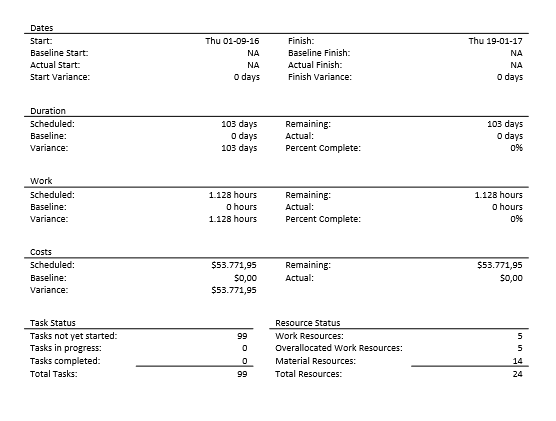 Dates
Start: Thu 01-09-16 Finish: Thu 19-01-17
Baseline Start: NA Baseline Finish: NA
Actual Start: NA Actual Finish: NA
Start Variance: 0 days Finish Variance: 0 days
Duration
Scheduled: 103 days Remaining: 103 days
Baseline: 0 days Actual: 0 days
Variance: 103 days Percent Complete: 0%
Work
Scheduled: 1.128 hours Remaining: 1.128 hours
Baseline: 0 hours Actual: 0 hours
Variance: 1.128 hours Percent Complete: 0%
Costs
Scheduled: $53.771,95 Remaining: $53.771,95
Baseline: $0,00 Actual: $0,00
Variance: $53.771,95
Task Status Resource Status
Tasks not yet started: 99 Work Resources: 5
Tasks in progress: 0 Overallocated Work Resources: 5
Tasks completed: 0 Material Resources: 14
Total Tasks: 99 Total Resources: 24